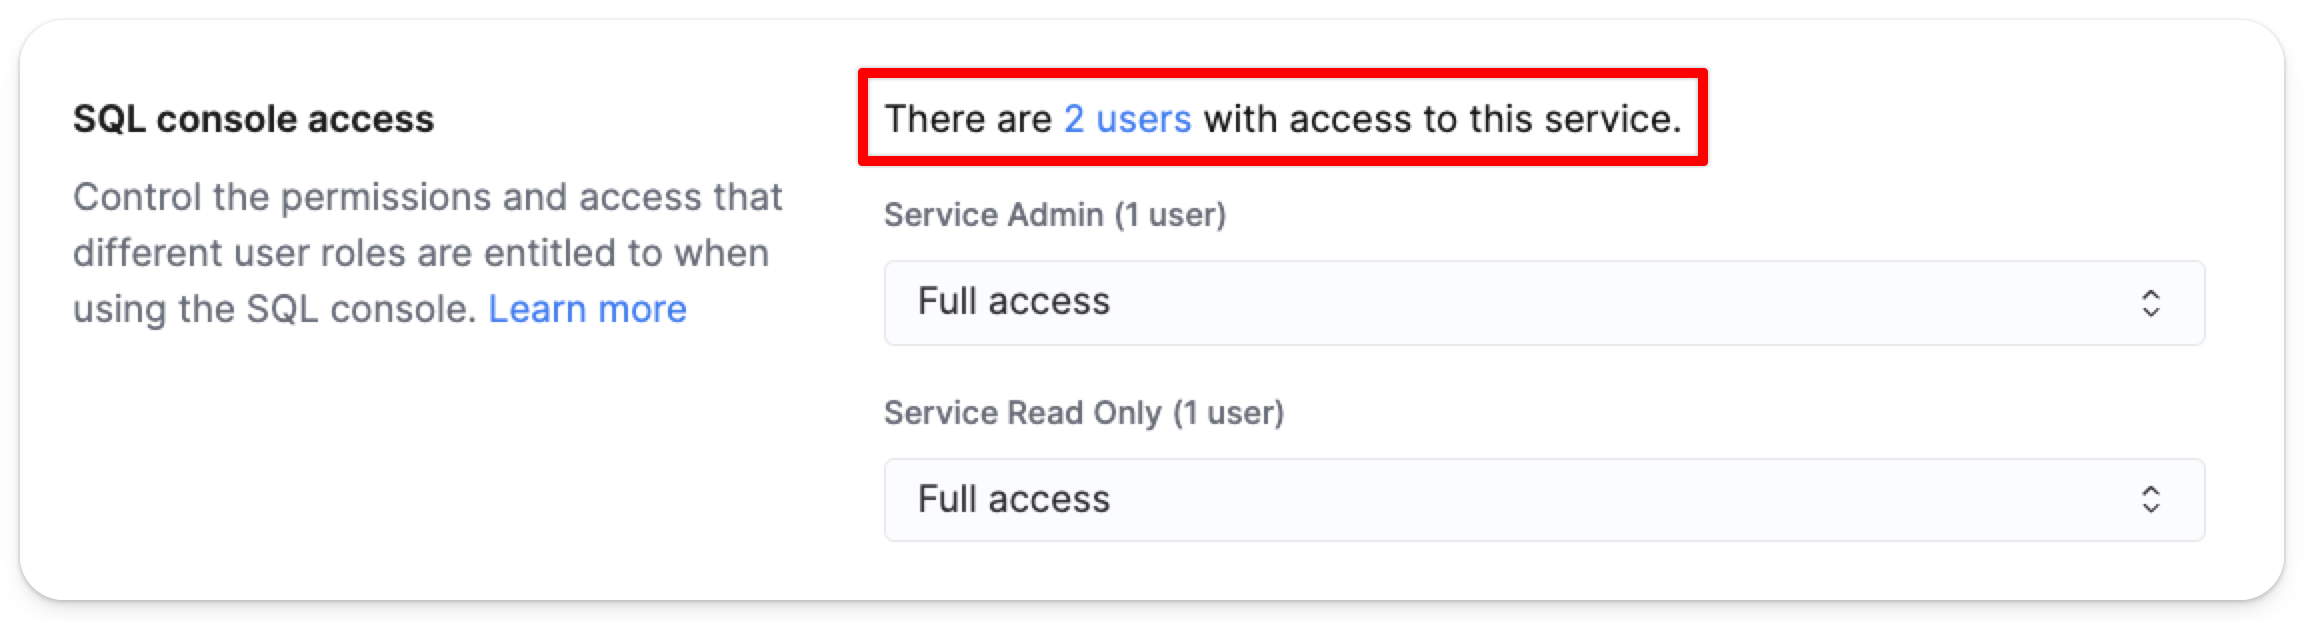 SQL console access
Control the permissions and access that
different user roles are entitled to when
using the SQL console. Learn more
There are 2 users with access to this service.
Service Admin (1 user)
Full access
Service Read Only (1 user)
Full access